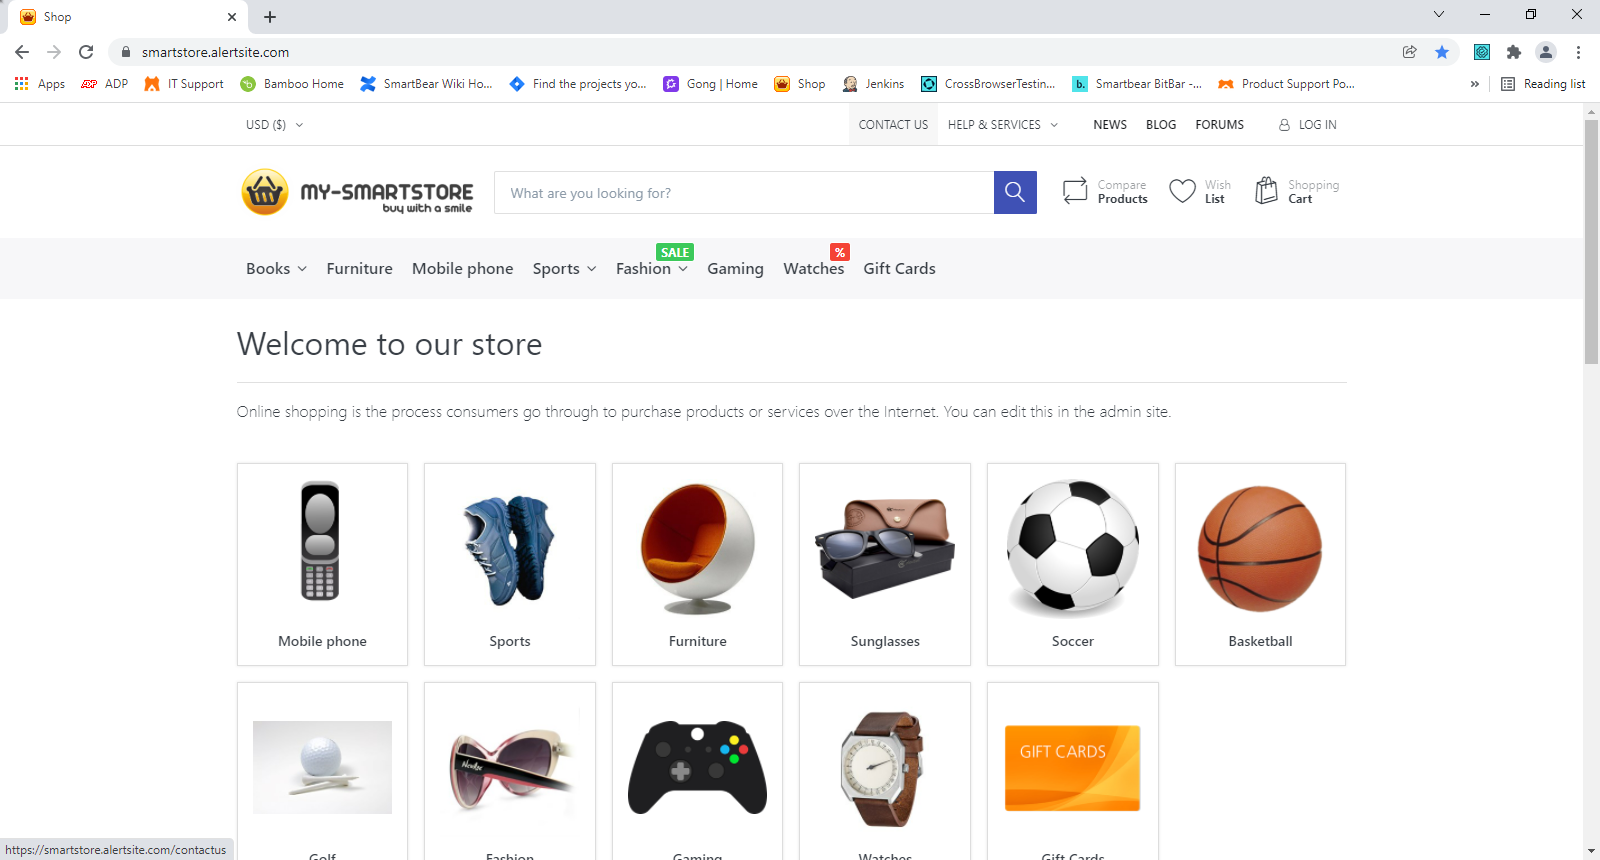 Shop
smartstore.alertsite.com
Apps ADP IT Support Bamboo Home SmartBear Wiki Ho... Find the projects yo... Gong | Home Shop Jenkins CrossBrowserTestin... b. Smartbear BitBar -... Product Support Po... » Reading list
USD ($) CONTACT US HELP & SERVICES NEWS BLOG FORUMS LOG IN
MY-SMARTSTORE
buy with a smile
What are you looking for?
Compare
Products
Wish
List
Shopping
Cart
SALE %
Books Furniture Mobile phone Sports Fashion Gaming Watches Gift Cards
Welcome to our store
Online shopping is the process consumers go through to purchase products or services over the Internet. You can edit this in the admin site.
Mobile phone Sports Furniture Sunglasses Soccer Basketball
GIFT CARDS
Golf Fashion Gaming Watches Gift Cards
https://smartstore.alertsite.com/contactus